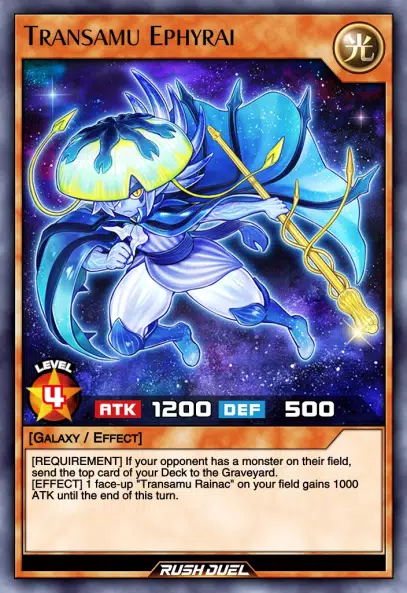 TRANSAMU EPHYRAI
光
LEVEL
4
ATK 1200 DEF 500
[GALAXY / EFFECT]
[REQUIREMENT] If your opponent has a monster on their field,
send the top card of your Deck to the Graveyard.
[EFFECT] 1 face-up "Transamu Rainac" on your field gains 1000
ATK until the end of this turn.
RUSH DUEL